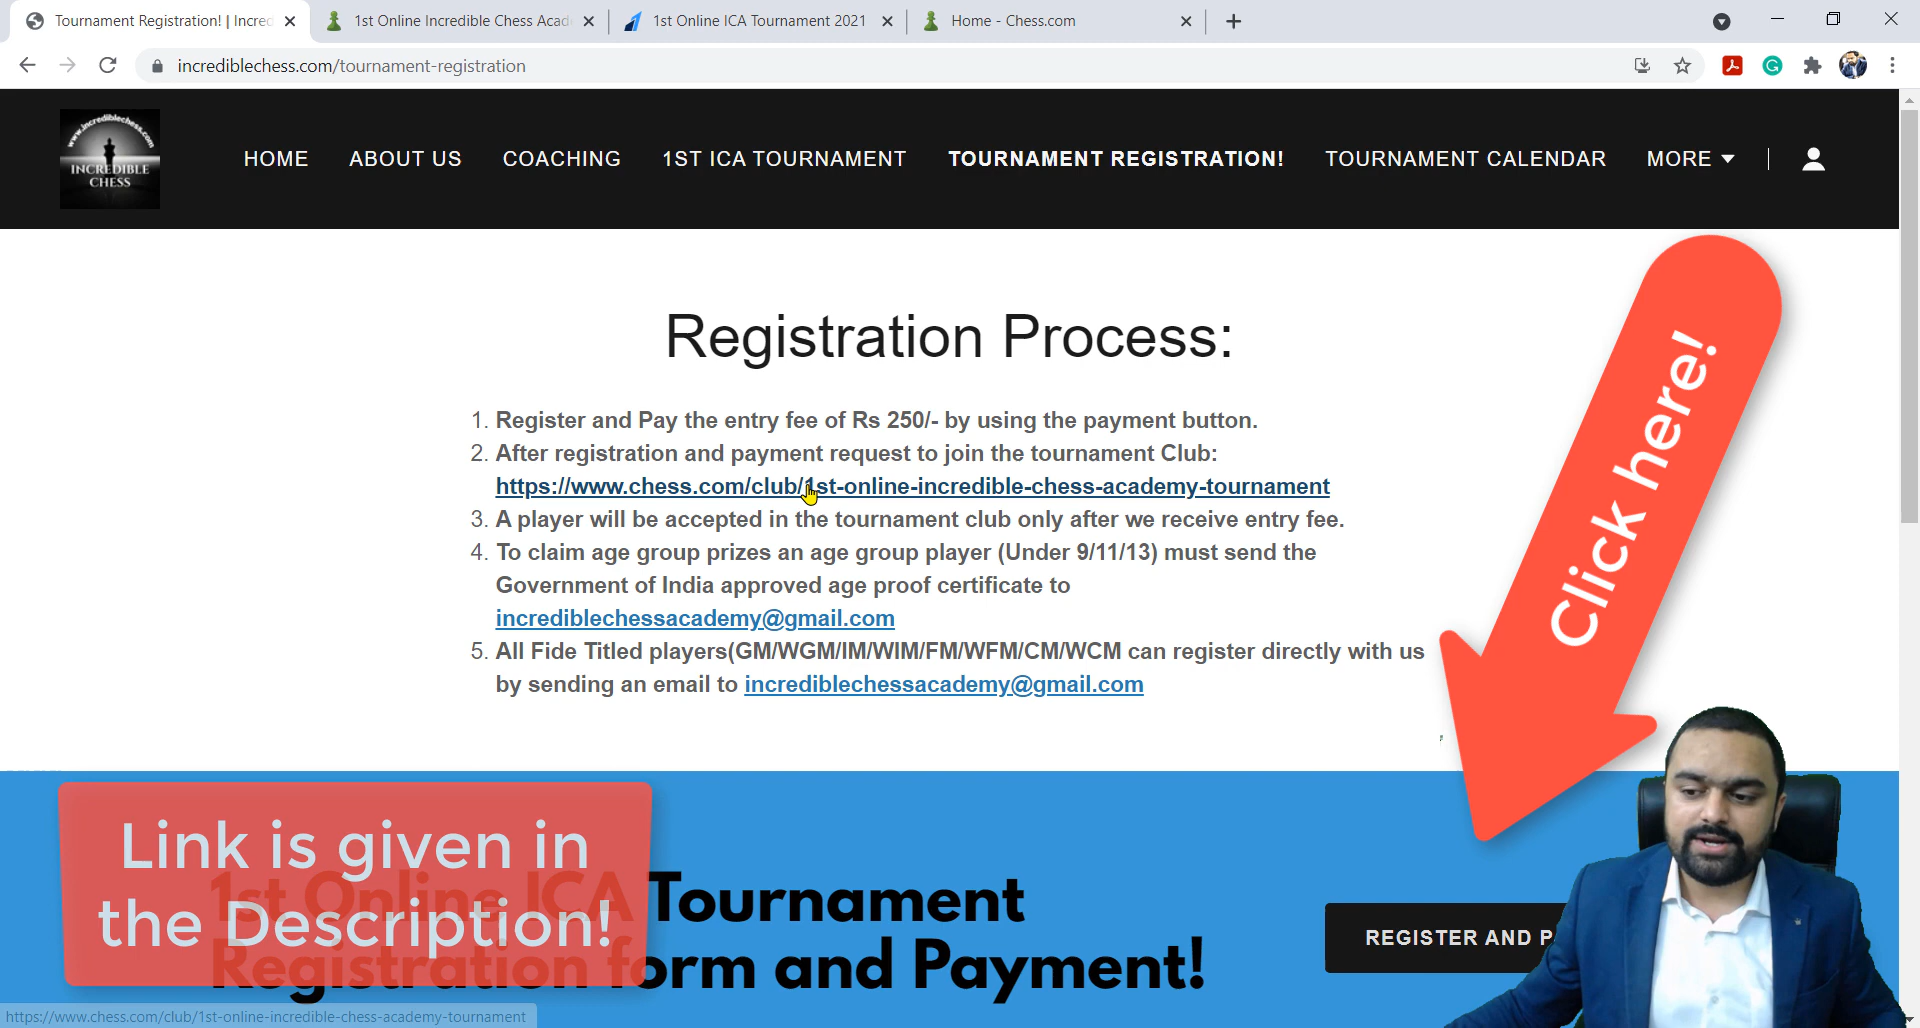 Tournament Registration! | Incred
1st Online Incredible Chess Acad
1st Online ICA Tournament 2021
Home - Chess.com
incrediblechess.com/tournament-registration
www.incrediblechess.com
INCREDIBLE
CHESS
HOME
ABOUT US
COACHING
1ST ICA TOURNAMENT
TOURNAMENT REGISTRATION!
TOURNAMENT CALENDAR
MORE
Registration Process:
1. Register and Pay the entry fee of Rs 250/- by using the payment button.
2. After registration and payment request to join the tournament Club:
https://www.chess.com/club/1st-online-incredible-chess-academy-tournament
3. A player will be accepted in the tournament club only after we receive entry fee.
4. To claim age group prizes an age group player (Under 9/11/13) must send the
Government of India approved age proof certificate to
incrediblechessacademy@gmail.com
5. All Fide Titled players(GM/WGM/IM/WIM/FM/WFM/CM/WCM can register directly with us
by sending an email to incrediblechessacademy@gmail.com
Click here!
Link is given in
the Description!
1st Online ICA Tournament
Registration form and Payment!
REGISTER AND P
https://www.chess.com/club/1st-online-incredible-chess-academy-tournament